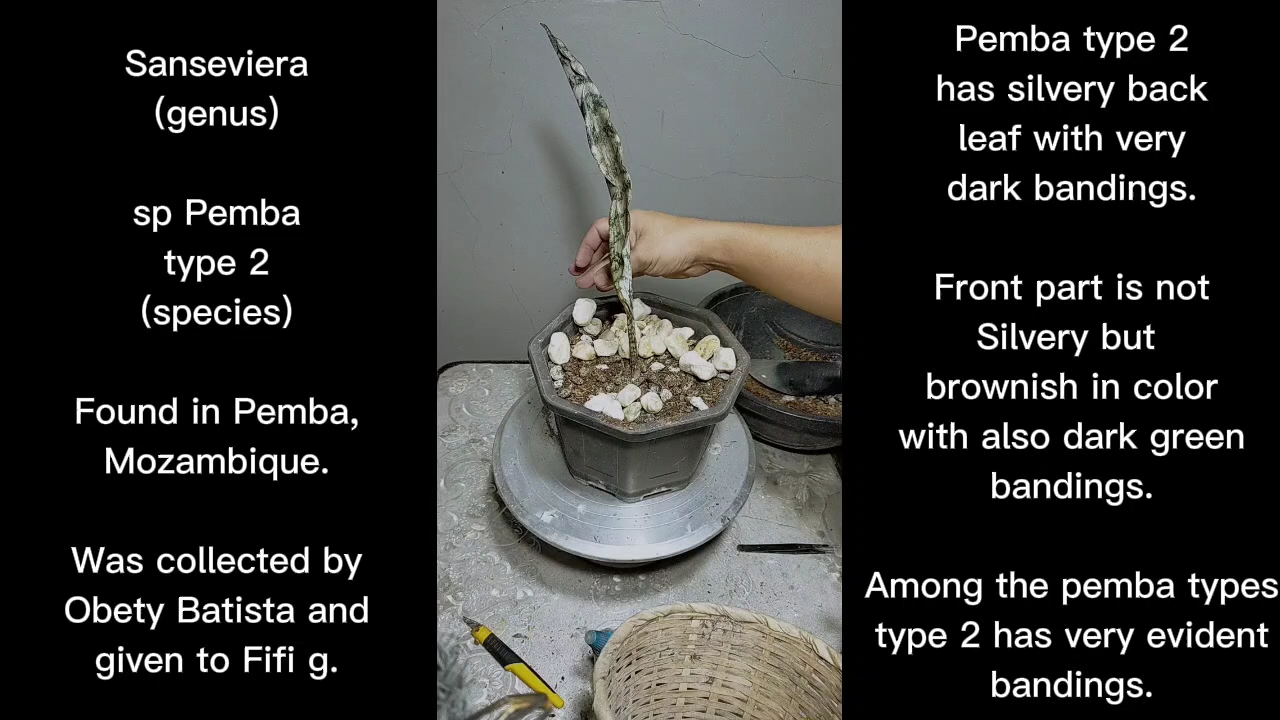 Sanseviera
(genus)
sp Pemba
type 2
(species)
Found in Pemba,
Mozambique.
Was collected by
Obety Batista and
given to Fifi g.
Pemba type 2
has silvery back
leaf with very
dark bandings.
Front part is not
Silvery but
brownish in color
with also dark green
bandings.
Among the pemba types
type 2 has very evident
bandings.